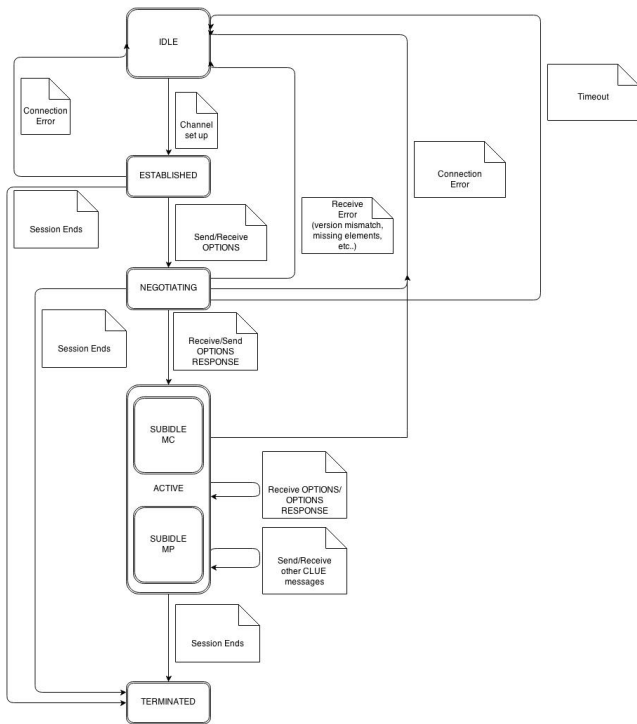 IDLE
Connection
Error
Channel
set up
Timeout
ESTABLISHED
Connection
Error
Session Ends
Send/Receive
OPTIONS
Receive
Error
(version mismatch,
missing elements,
etc..)
NEGOTIATING
Session Ends
Receive/Send
OPTIONS
RESPONSE
SUBIDLE
MC
ACTIVE
Receive OPTIONS/
OPTIONS
RESPONSE
SUBIDLE
MP
Send/Receive
other CLUE
messages
Session Ends
TERMINATED